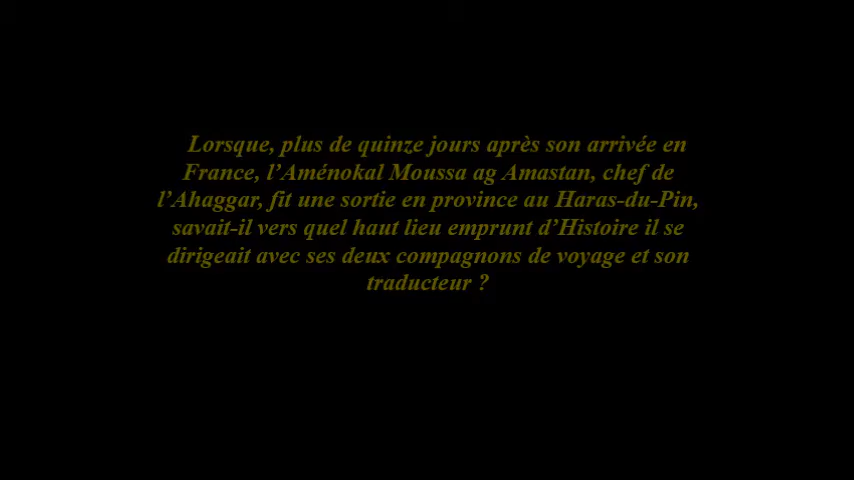 Lorsque, plus de quinze jours après son arrivée en
France, l’Aménokal Moussa ag Amastan, chef de
l’Ahaggar, fit une sortie en province au Haras-du-Pin,
savait-il vers quel haut lieu emprunt d’Histoire il se
dirigeait avec ses deux compagnons de voyage et son
traducteur ?